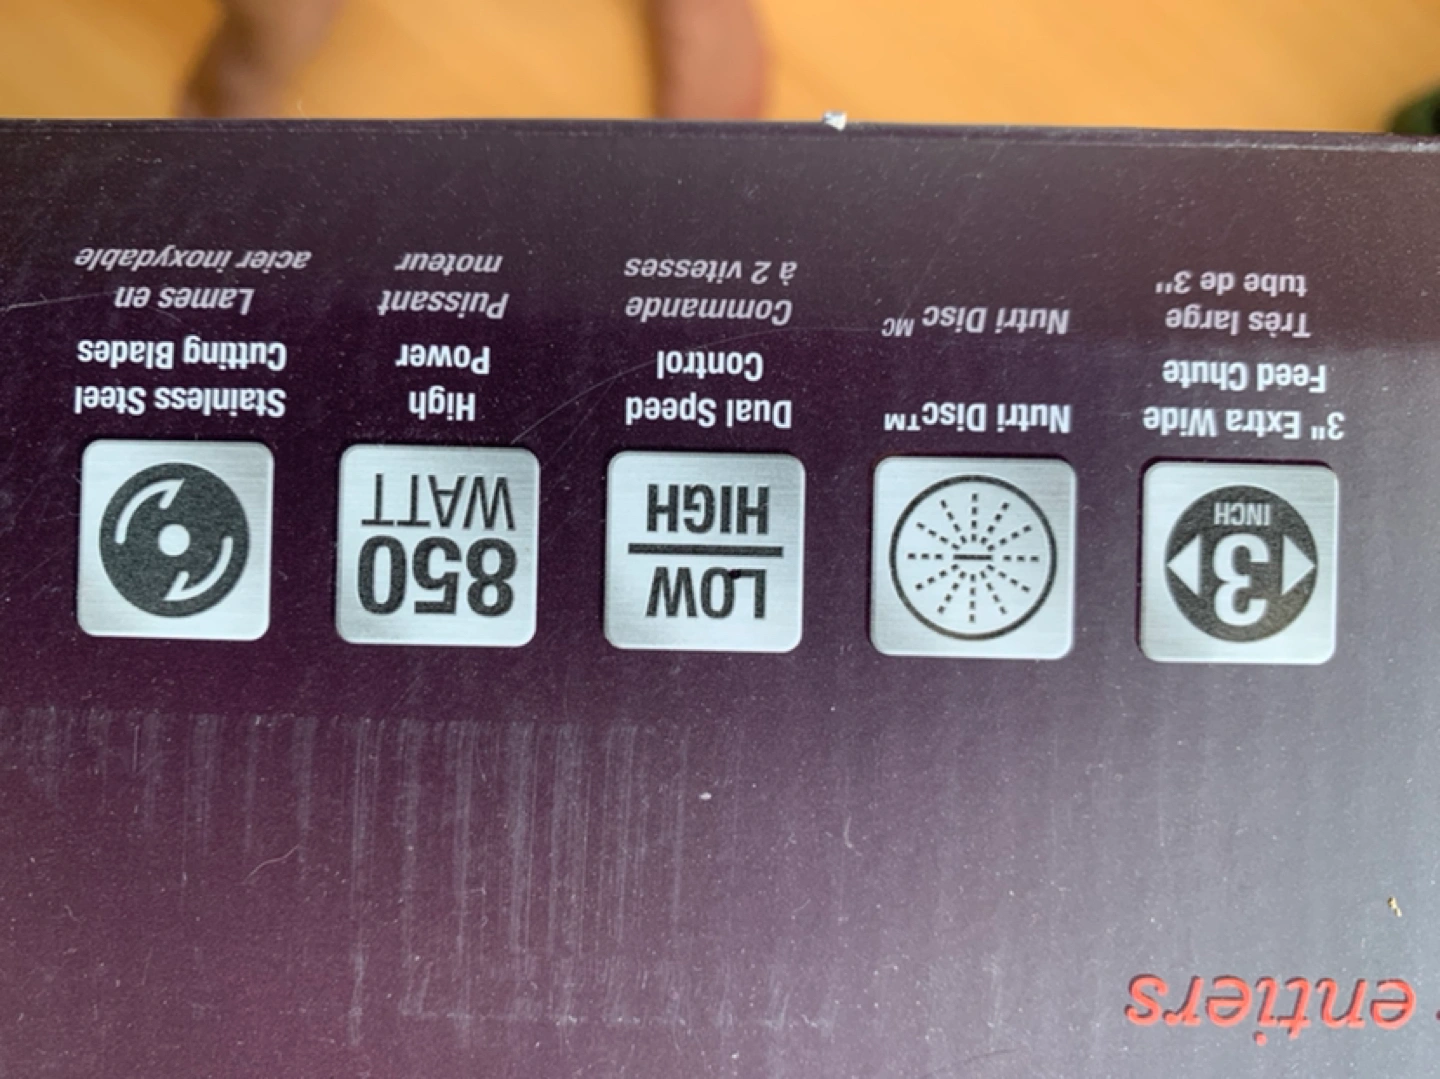 entiers
3
INCH
3" Extra Wide
Feed Chute
Très large
tube de 3"
Nutri Disc™
Nutri Disc MC
LOW
HIGH
Dual Speed
Control
Commande
à 2 vitesses
850
WATT
High
Power
Puissant
moteur
Stainless Steel
Cutting Blades
Lames en
acier inoxydable